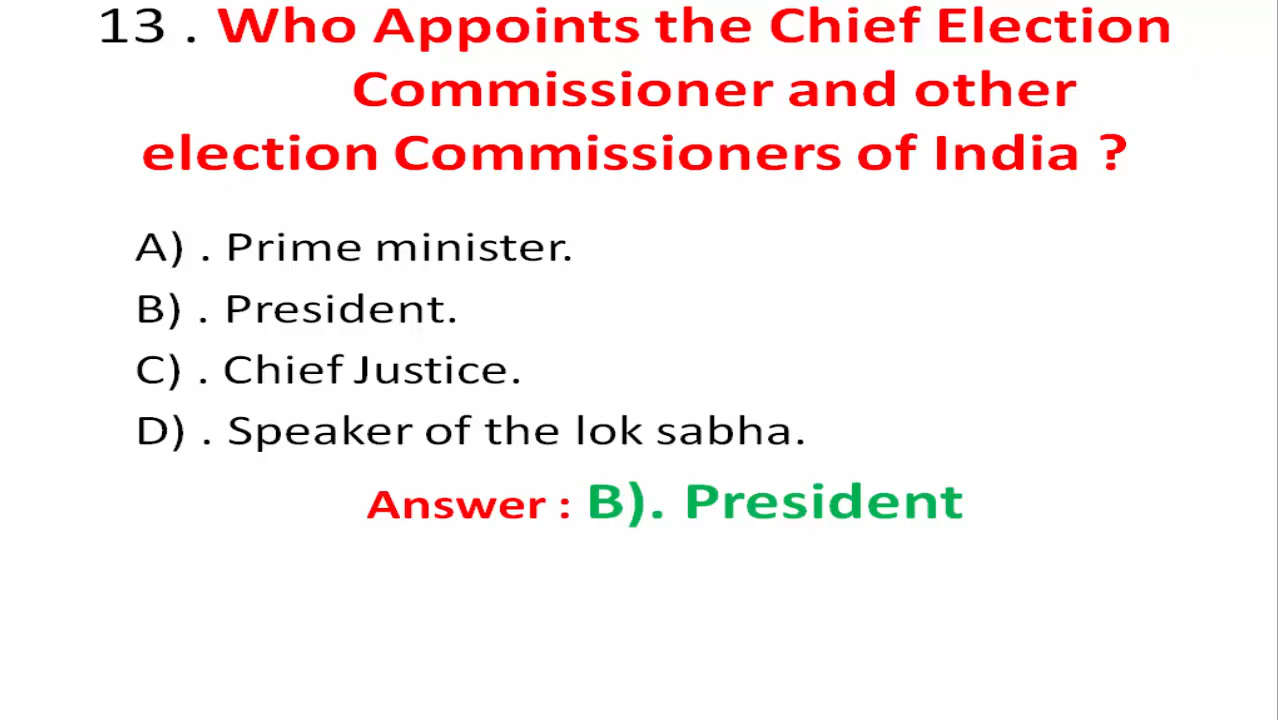 13 . Who Appoints the Chief Election
Commissioner and other
election Commissioners of India ?
A) . Prime minister.
B) . President.
C) . Chief Justice.
D) . Speaker of the lok sabha.
Answer : B). President